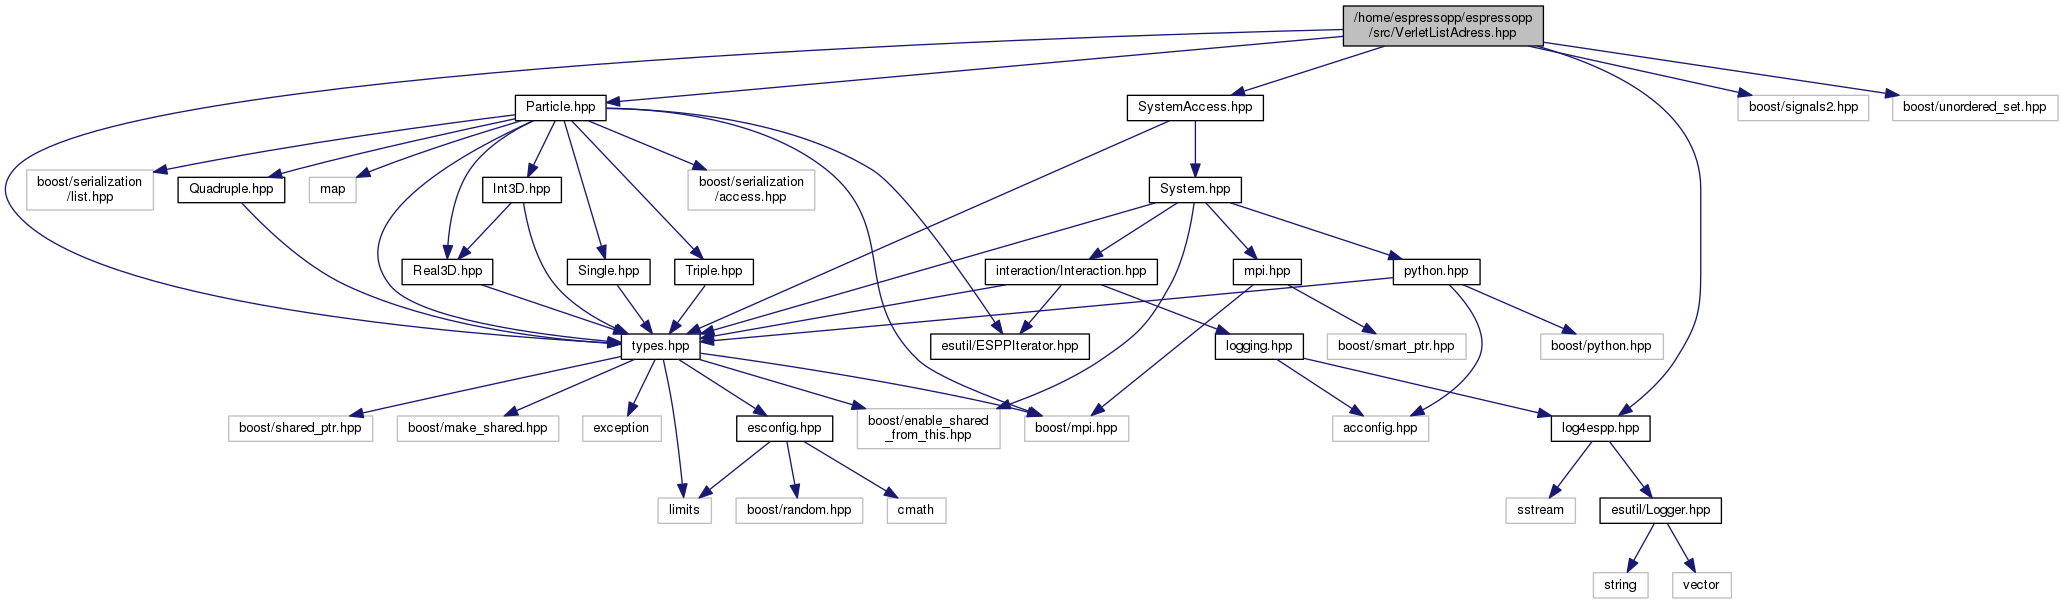 /home/espressopp/espressopp
/src/VerletListAdress.hpp
Particle.hpp
SystemAccess.hpp
boost/signals2.hpp
boost/unordered_set.hpp
boost/serialization
/list.hpp
Quadruple.hpp
map
Int3D.hpp
boost/serialization
/access.hpp
System.hpp
Real3D.hpp
Single.hpp
Triple.hpp
interaction/Interaction.hpp
mpi.hpp
python.hpp
types.hpp
esutil/ESPPIterator.hpp
logging.hpp
boost/smart_ptr.hpp
boost/python.hpp
boost/shared_ptr.hpp
boost/make_shared.hpp
exception
esconfig.hpp
boost/enable_shared
_from_this.hpp
boost/mpi.hpp
acconfig.hpp
log4espp.hpp
limits
boost/random.hpp
cmath
sstream
esutil/Logger.hpp
string
vector